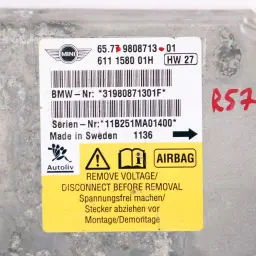 MINI
65.77 9808713 01
611 1580 01H
HW 27
BMW-Nr: *31980871301F*
Serien-Nr: *11B251MA01400*
Made in Sweden 1136
Autoliv
AIRBAG
REMOVE VOLTAGE/
DISCONNECT BEFORE REMOVAL
Spannungsfrei machen/
Stecker abziehen vor
Montage/Demontage
R57